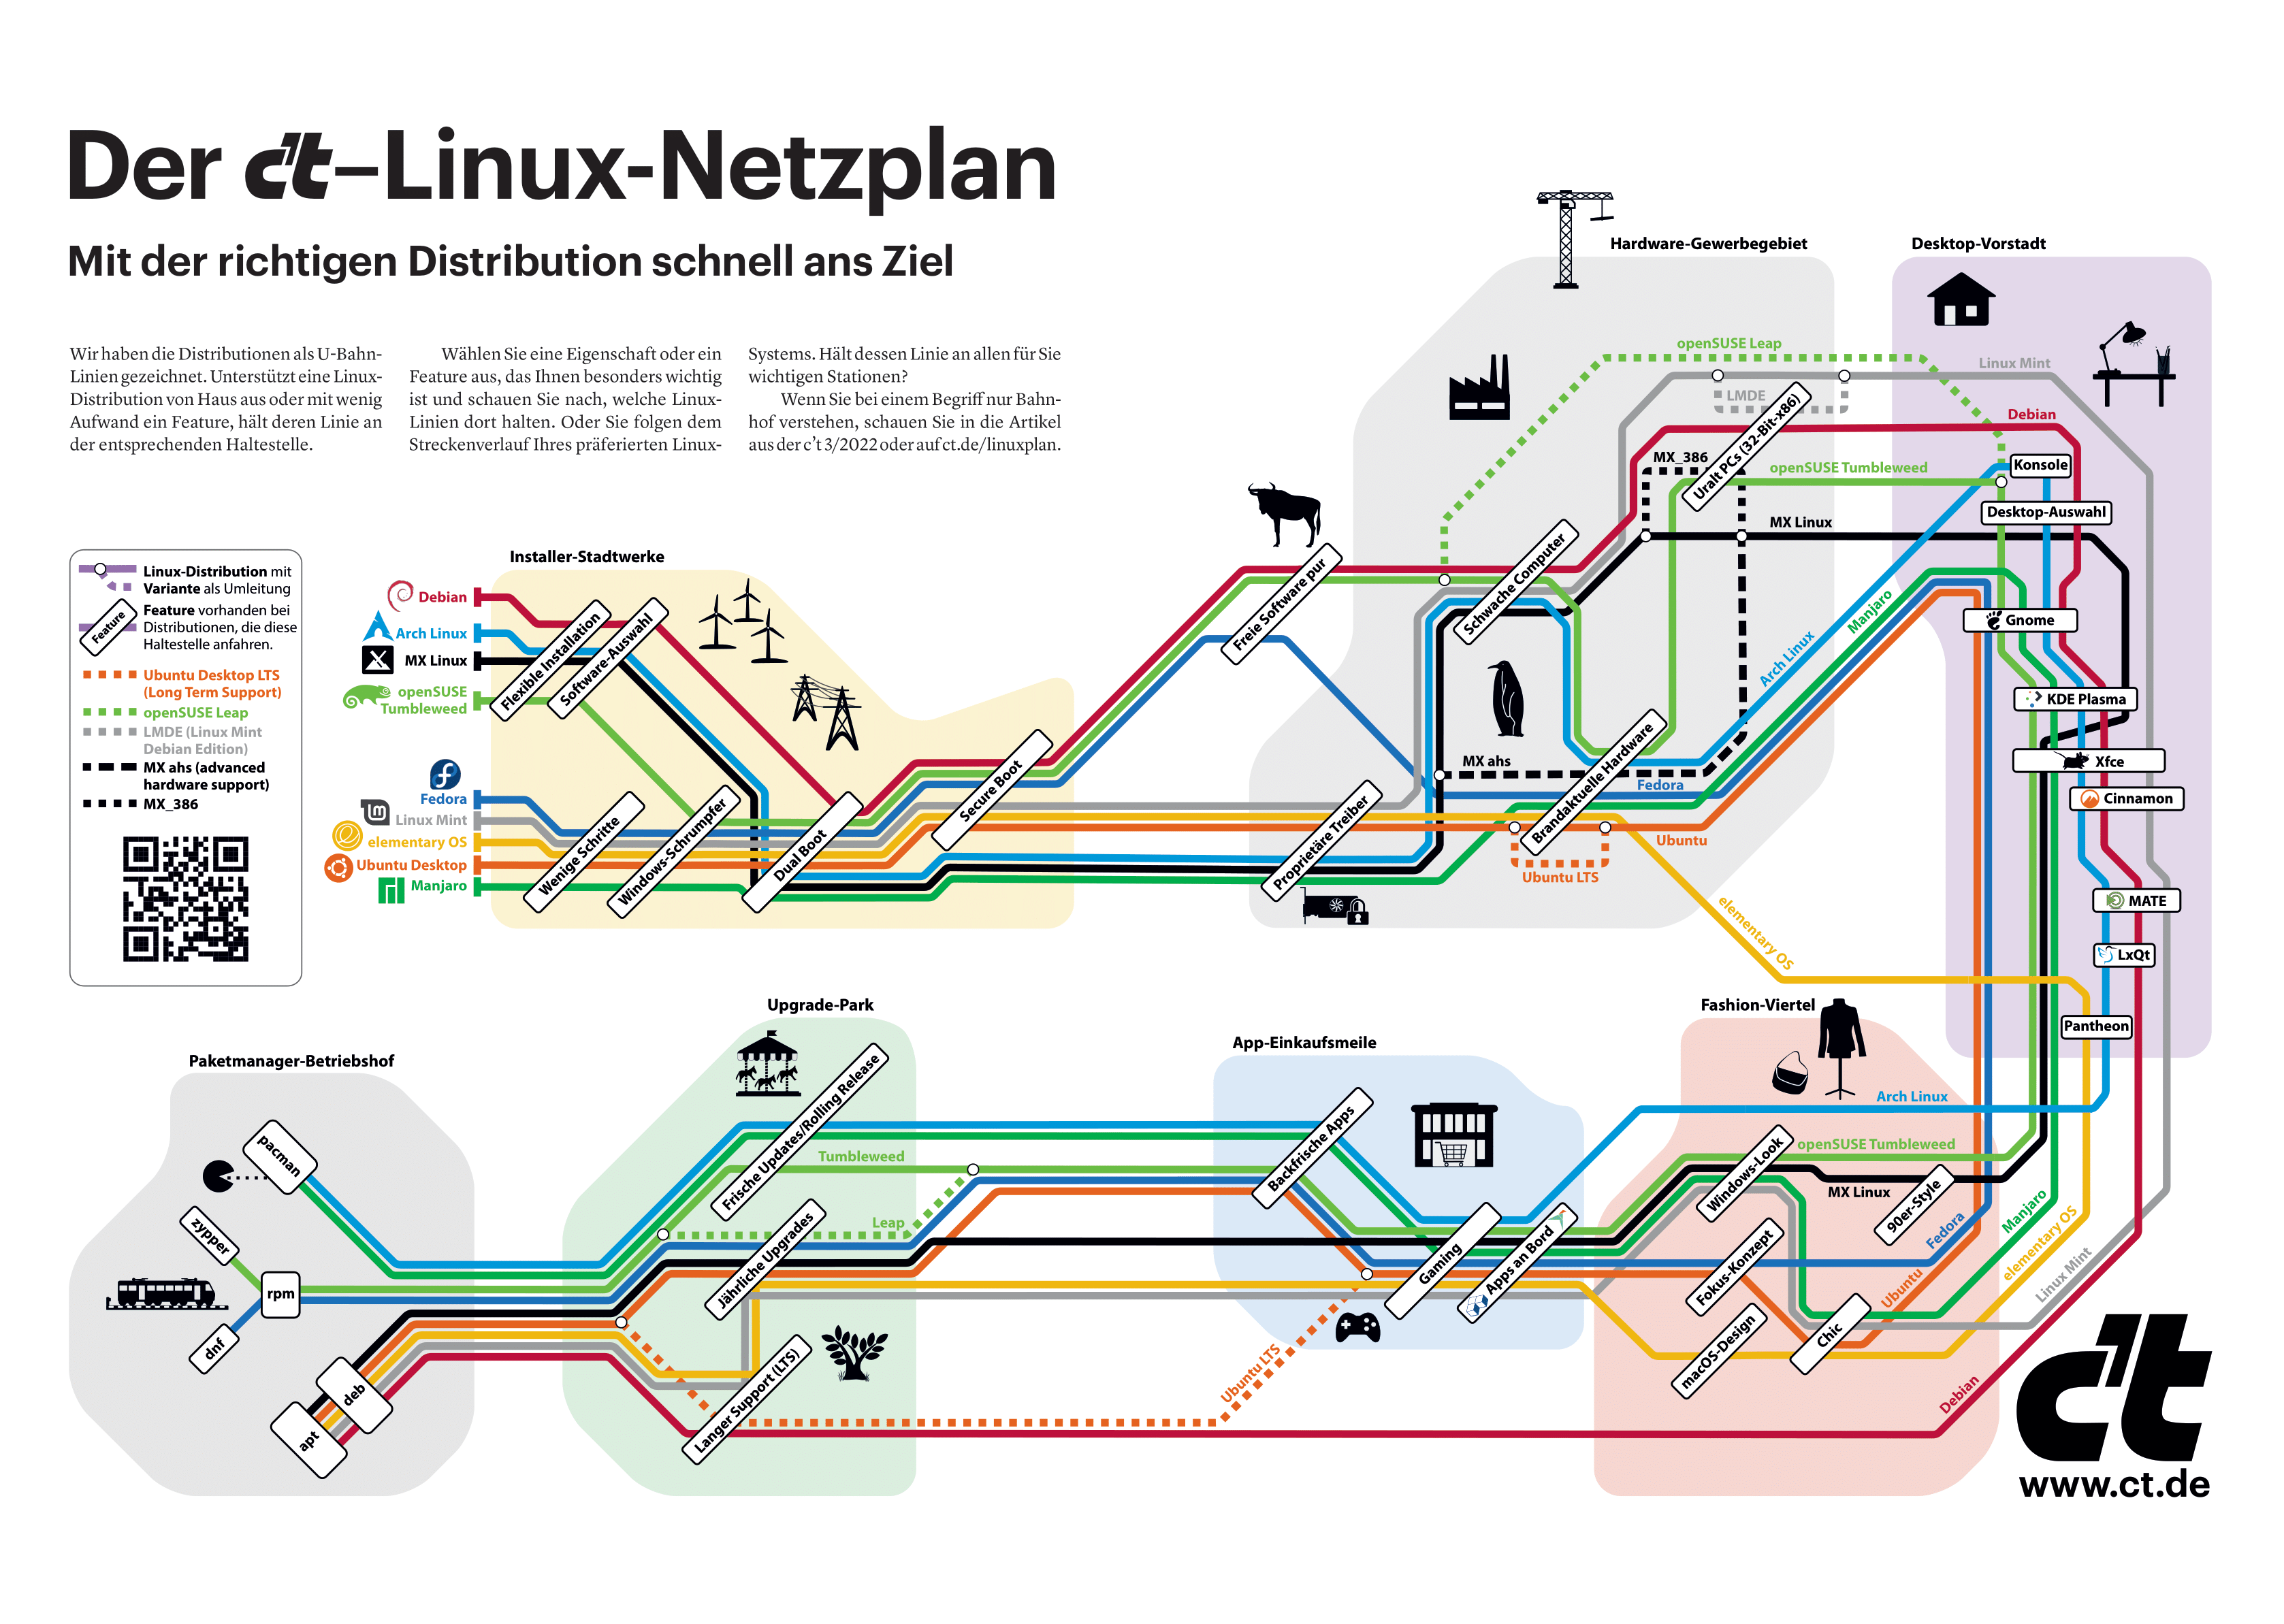 Der c't–Linux-Netzplan
Mit der richtigen Distribution schnell ans Ziel
Wir haben die Distributionen als U-Bahn-
Linien gezeichnet. Unterstützt eine Linux-
Distribution von Haus aus oder mit wenig
Aufwand ein Feature, hält deren Linie an
der entsprechenden Haltestelle.
Wählen Sie eine Eigenschaft oder ein
Feature aus, das Ihnen besonders wichtig
ist und schauen Sie nach, welche Linux-
Linien dort halten. Oder Sie folgen dem
Streckenverlauf Ihres präferierten Linux-
Systems. Hält dessen Linie an allen für Sie
wichtigen Stationen?
Wenn Sie bei einem Begriff nur Bahn-
hof verstehen, schauen Sie in die Artikel
aus der c't 3/2022 oder auf ct.de/linuxplan.
Linux-Distribution mit
Variante als Umleitung
Feature
Feature vorhanden bei
Distributionen, die diese
Haltestelle anfahren.
Ubuntu Desktop LTS
(Long Term Support)
openSUSE Leap
LMDE (Linux Mint
Debian Edition)
MX ahs (advanced
hardware support)
MX_386
Installer-Stadtwerke
Debian
Arch Linux
MX Linux
openSUSE
Tumbleweed
Fedora
Linux Mint
elementary OS
Ubuntu Desktop
Manjaro
Flexible Installation
Software-Auswahl
Wenige Schritte
Windows-Schrumpfer
Dual Boot
Secure Boot
Freie Software pur
Hardware-Gewerbegebiet
openSUSE Leap
Linux Mint
LMDE
Debian
MX_386
Uralt PCs (32-Bit-x86)
openSUSE Tumbleweed
MX Linux
Schwache Computer
Manjaro
Arch Linux
MX ahs
Fedora
Brandaktuelle Hardware
Proprietäre Treiber
Ubuntu
Ubuntu LTS
elementary OS
Desktop-Vorstadt
Konsole
Desktop-Auswahl
Gnome
KDE Plasma
Xfce
Cinnamon
MATE
LxQt
Pantheon
Paketmanager-Betriebshof
pacman
zypper
rpm
dnf
deb
apt
Upgrade-Park
Frische Updates/Rolling Release
Tumbleweed
Leap
Jährliche Upgrades
Langer Support (LTS)
App-Einkaufsmeile
Backfrische Apps
Gaming
Apps an Bord
Ubuntu LTS
Fashion-Viertel
Arch Linux
openSUSE Tumbleweed
Windows-Look
MX Linux
90er-Style
Fokus-Konzept
macOS-Design
Chic
Fedora
Manjaro
Ubuntu
elementary OS
Linux Mint
Debian
c't
www.ct.de